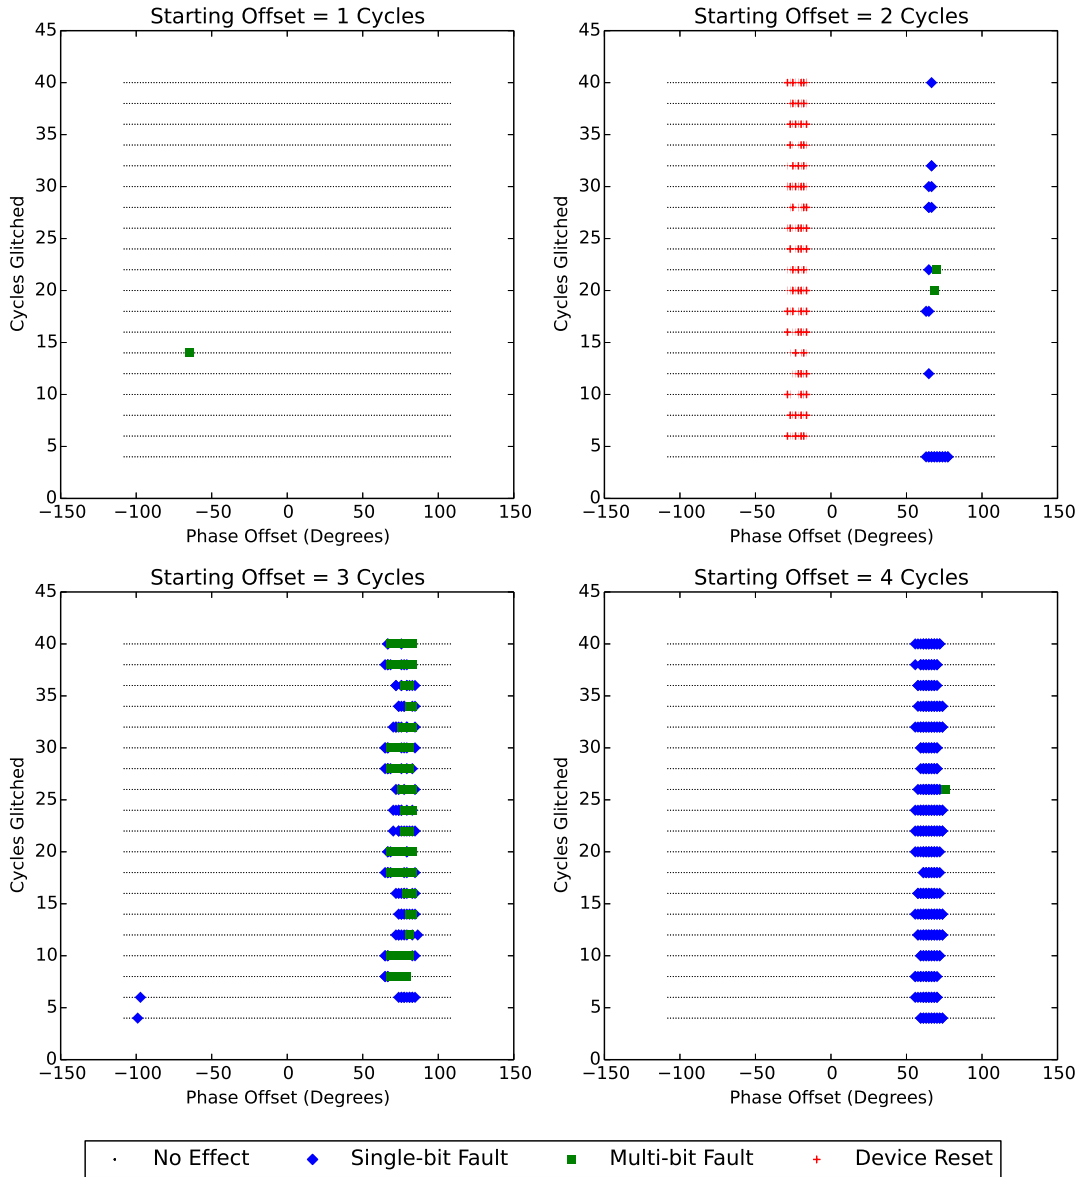 Starting Offset = 1 Cycles
45
40
35
30
25
20
15
10
5
0
Cycles Glitched
−150 −100 −50 0 50 100 150
Phase Offset (Degrees)
Starting Offset = 2 Cycles
45
40
35
30
25
20
15
10
5
0
Cycles Glitched
−150 −100 −50 0 50 100 150
Phase Offset (Degrees)
Starting Offset = 3 Cycles
45
40
35
30
25
20
15
10
5
0
Cycles Glitched
−150 −100 −50 0 50 100 150
Phase Offset (Degrees)
Starting Offset = 4 Cycles
45
40
35
30
25
20
15
10
5
0
Cycles Glitched
−150 −100 −50 0 50 100 150
Phase Offset (Degrees)
No Effect Single-bit Fault Multi-bit Fault Device Reset